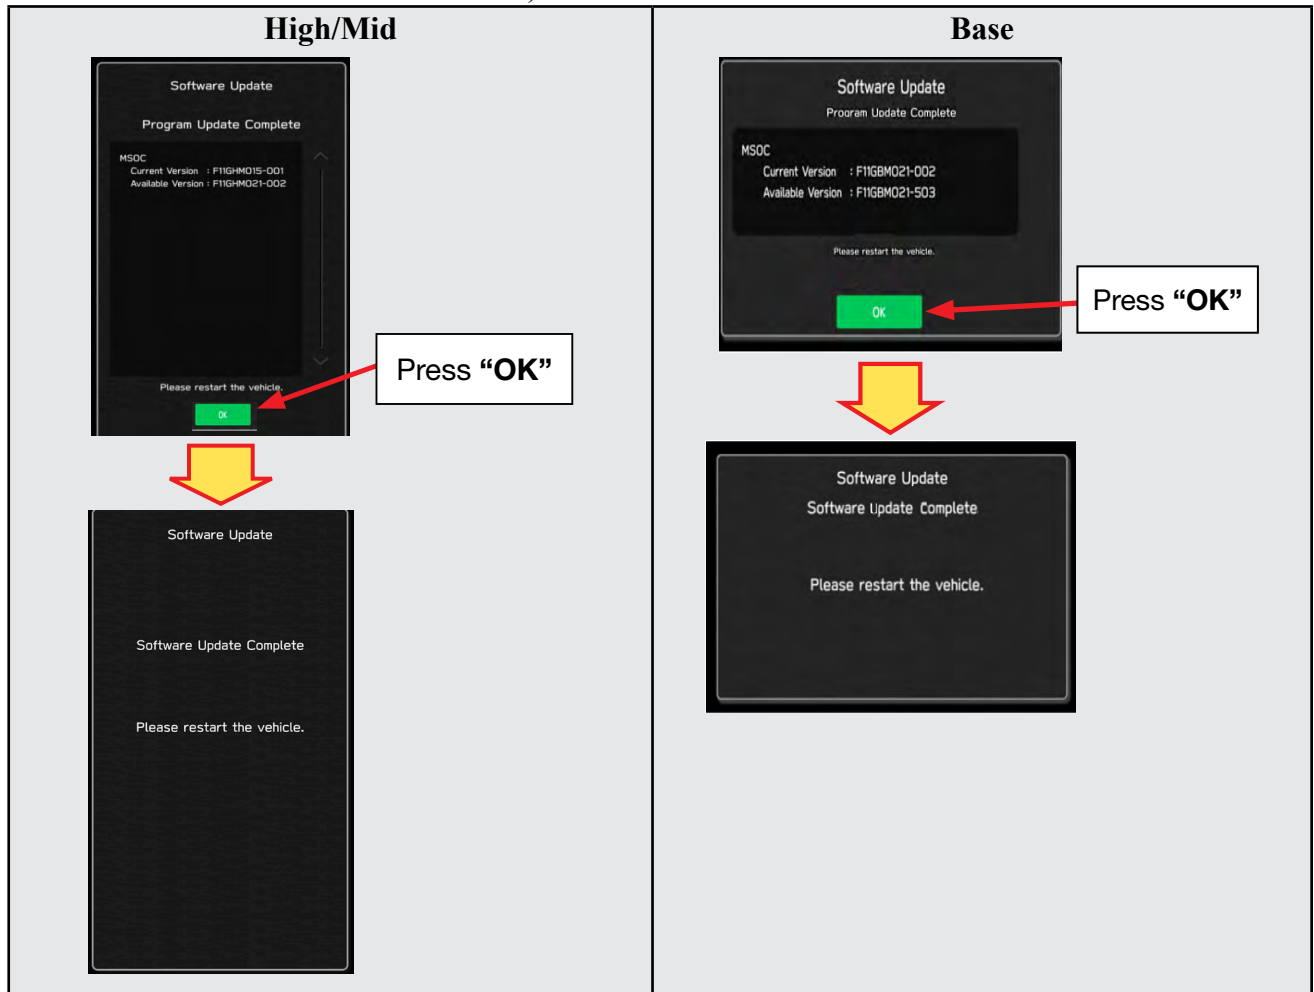 High/Mid
Software Update
Program Update Complete
MSOC
Current Version : F11GHM015-001
Available Version : F11GHM021-002
Please restart the vehicle.
OK
Press “OK”
Software Update
Software Update Complete
Please restart the vehicle.
Base
Software Update
Program Update Complete
MSOC
Current Version : F11GBM021-002
Available Version : F11GBM021-503
Please restart the vehicle.
OK
Press “OK”
Software Update
Software Update Complete
Please restart the vehicle.